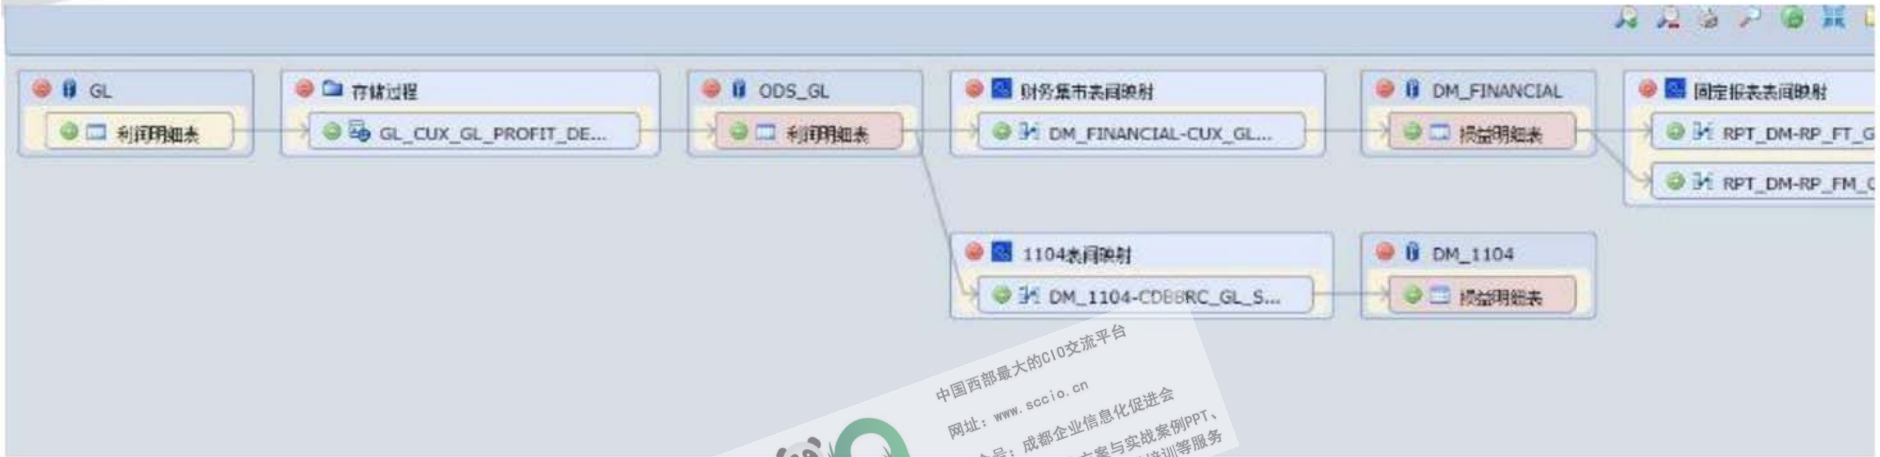 GL
利润明细表
存储过程
GL_CUX_GL_PROFIT_DE...
ODS_GL
利润明细表
财务集市表间映射
DM_FINANCIAL-CUX_GL...
DM_FINANCIAL
损益明细表
固定报表表间映射
RPT_DM-RP_FT_G
RPT_DM-RP_FM_
1104表间映射
DM_1104-CDBBRC_GL_S...
DM_1104
损益明细表
中国西部最大的CIO交流平台
网址：www.sccio.cn
号：成都企业信息化促进会
方案与实战案例PPT、
培训等服务